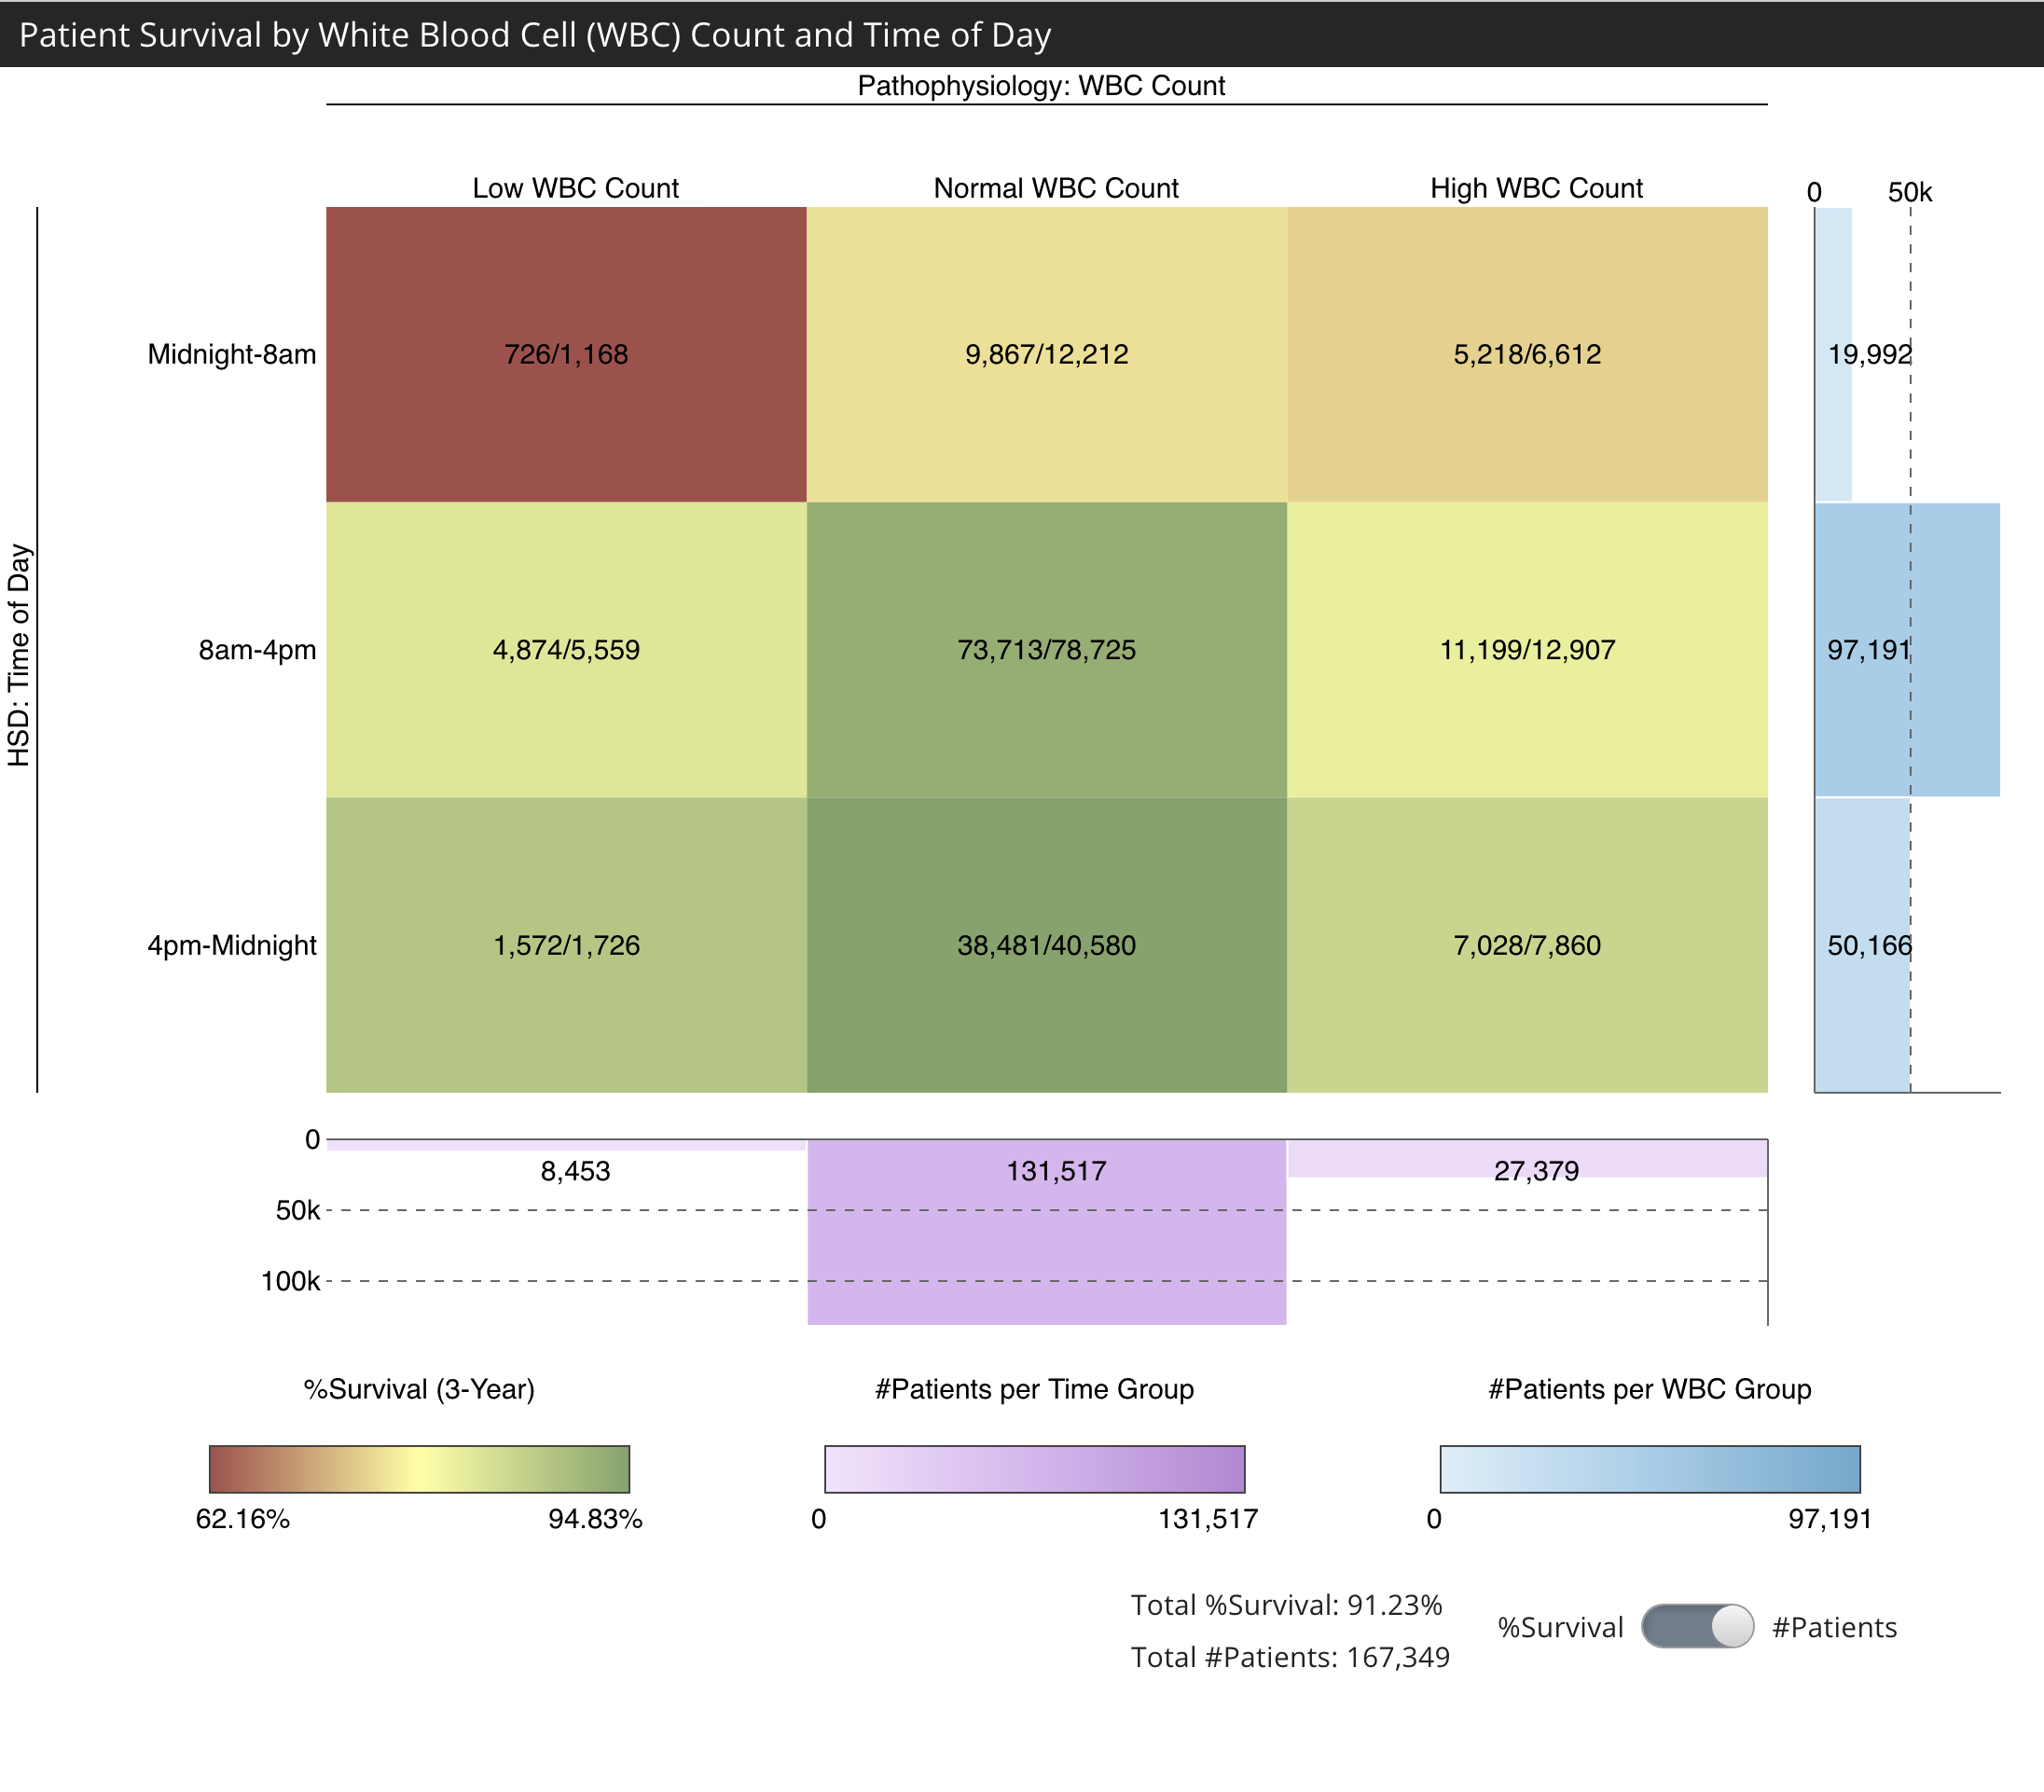 Patient Survival by White Blood Cell (WBC) Count and Time of Day
Pathophysiology: WBC Count
Low WBC Count Normal WBC Count High WBC Count 0 50k
HSD: Time of Day
Midnight-8am 726/1,168 9,867/12,212 5,218/6,612 19,992
8am-4pm 4,874/5,559 73,713/78,725 11,199/12,907 97,191
4pm-Midnight 1,572/1,726 38,481/40,580 7,028/7,860 50,166
0
8,453 131,517 27,379
50k
100k
%Survival (3-Year) #Patients per Time Group #Patients per WBC Group
62.16% 94.83% 0 131,517 0 97,191
Total %Survival: 91.23%
%Survival #Patients
Total #Patients: 167,349